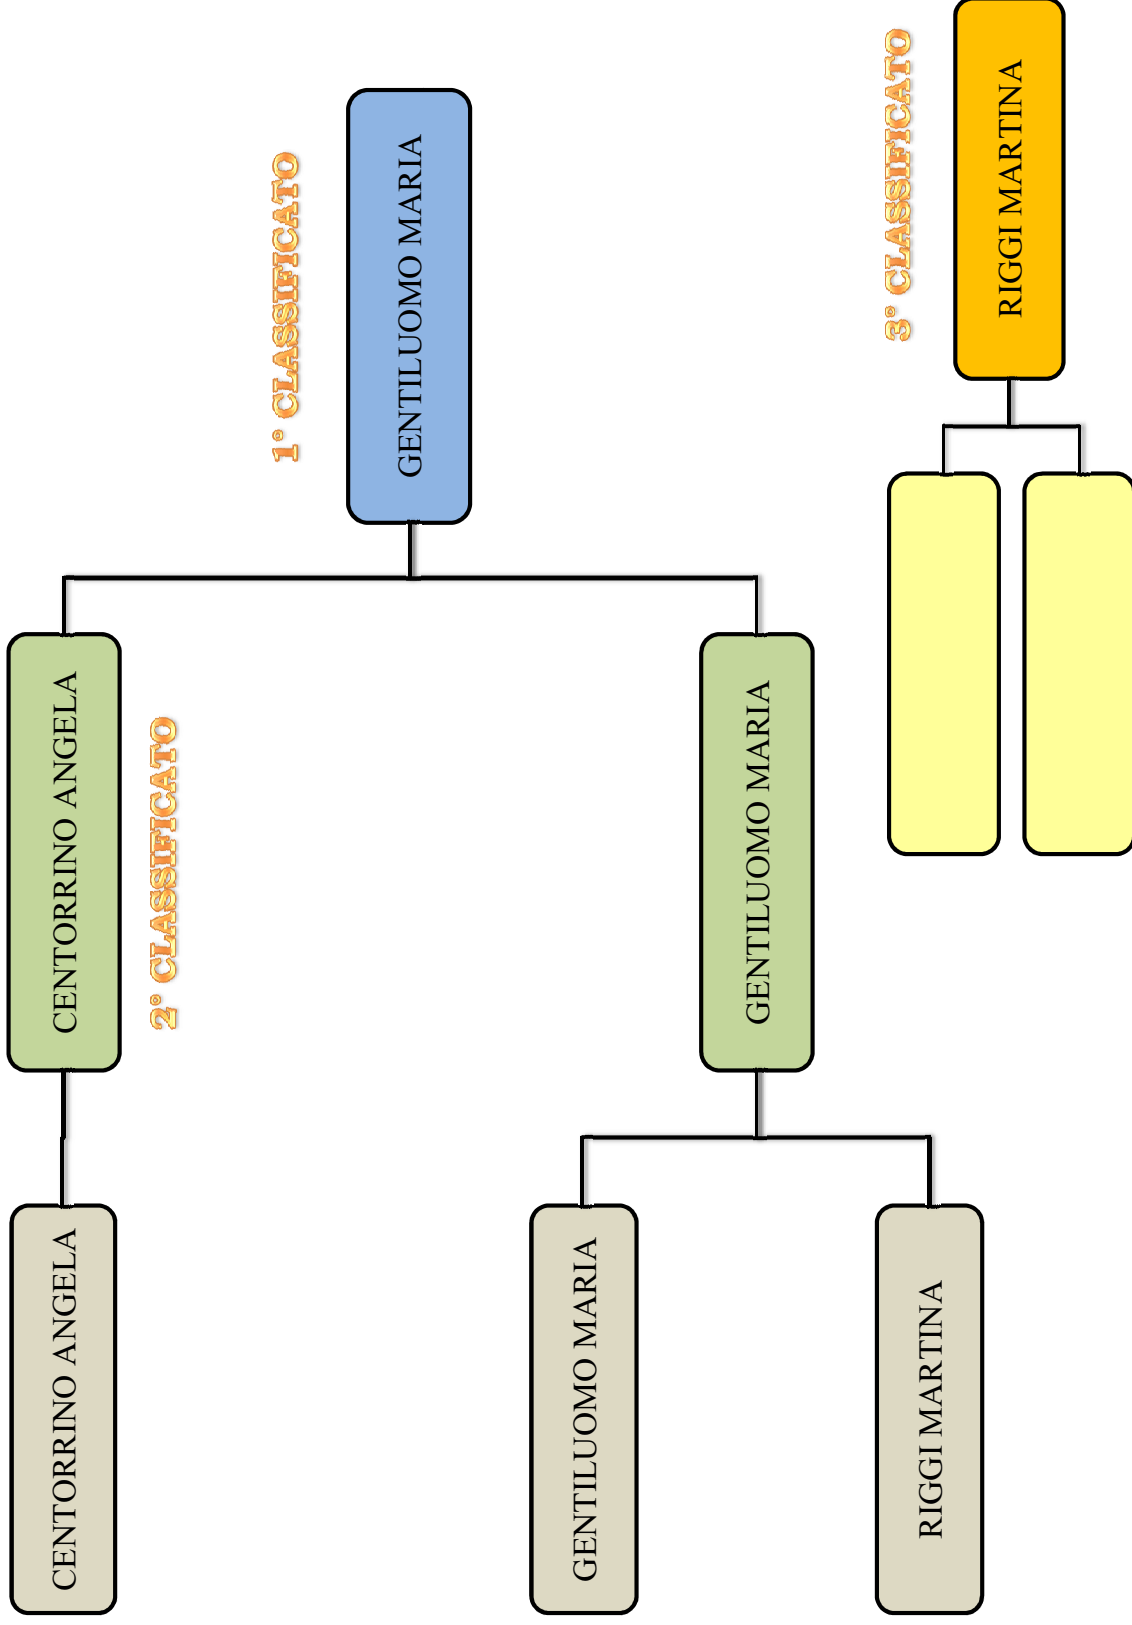 CENTORRINO ANGELA
GENTILUOMO MARIA
RIGGI MARTINA
CENTORRINO ANGELA
2° CLASSIFICATO
GENTILUOMO MARIA
1° CLASSIFICATO
GENTILUOMO MARIA
3° CLASSIFICATO
RIGGI MARTINA